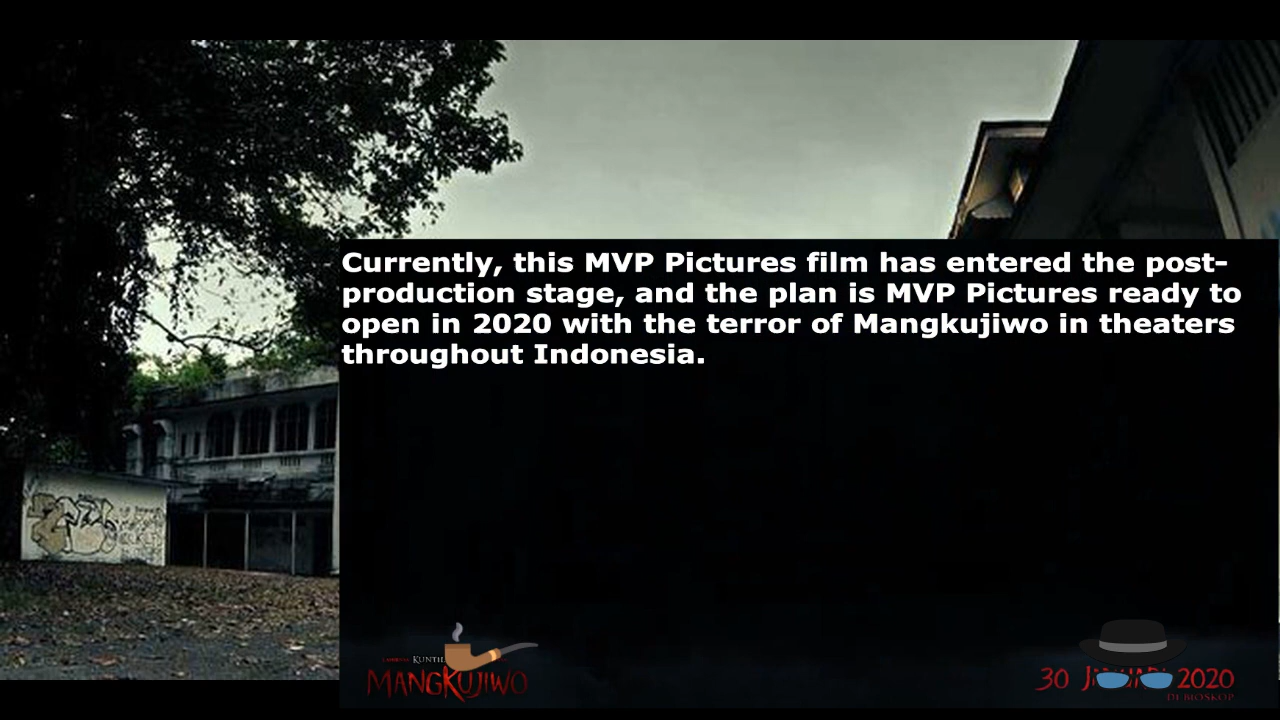 Currently, this MVP Pictures film has entered the post-
production stage, and the plan is MVP Pictures ready to
open in 2020 with the terror of Mangkujiwo in theaters
throughout Indonesia.
MANGKUJIWO
30 2020
DI BIOSKOP